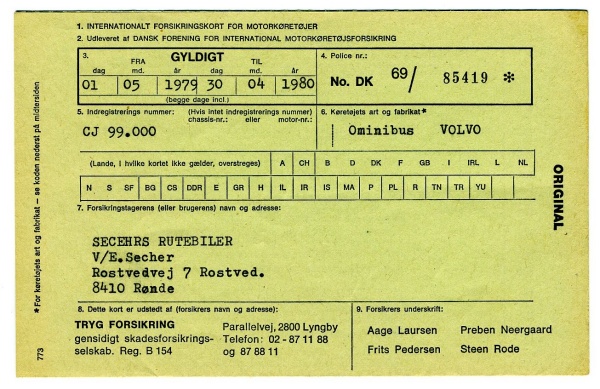 1. INTERNATIONALT FORSIKRINGSKORT FOR MOTORKØRETØJER
2. Udleveret af DANSK FORENING FOR INTERNATIONAL MOTORKØRETØJSFORSIKRING
3. GYLDIGT
FRA TIL
dag md. år dag md. år
01 05 1979 30 04 1980
(begge dage incl.)
4. Police nr.:
No. DK 69/ 85419 *
5. Indregistrerings nummer: (Hvis intet indregistrerings nummer)
chassis-nr.: eller motor-nr.:
CJ 99.000
6. Køretøjets art og fabrikat*
Ominibus VOLVO
(Lande, i hvilke kortet ikke gælder, overstreges) A CH B D DK F GB I IRL L NL
N S SF BG CS DDR E GR H IL IR IS MA P PL R TN TR YU
7. Forsikringstagerens (eller brugerens) navn og adresse:
SECEHRS RUTEBILER
V/E.Secher
Rostvedvej 7 Rostved.
8410 Rønde
8. Dette kort er udstedt af (forsikrers navn og adresse):
TRYG FORSIKRING
gensidigt skadesforsikrings-
selskab. Reg. B 154
Parallelvej, 2800 Lyngby
Telefon: 02 - 87 11 88
og 87 88 11
9. Forsikrers underskrift:
Aage Laursen Preben Neergaard
Frits Pedersen Steen Rode
ORIGINAL
*For køretøjets art og fabrikat – se koden nederst på midtersiden
773